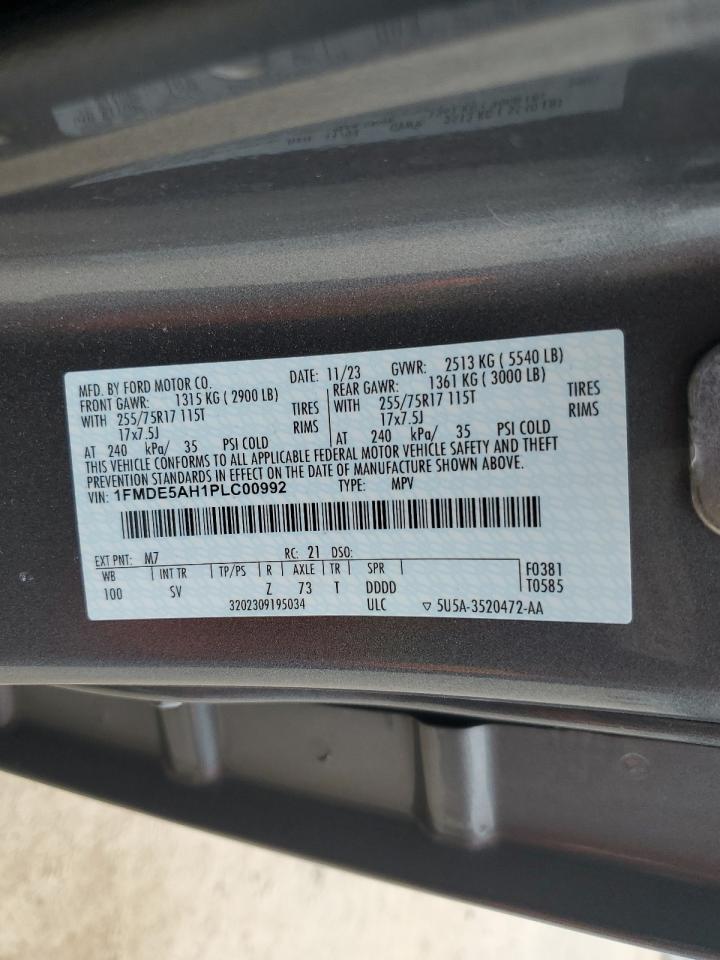 MFD. BY FORD MOTOR CO. DATE: 11/23 GVWR: 2513 KG ( 5540 LB)
FRONT GAWR: 1315 KG ( 2900 LB) REAR GAWR: 1361 KG ( 3000 LB)
WITH 255/75R17 115T TIRES WITH 255/75R17 115T TIRES
17x7.5J RIMS 17x7.5J RIMS
AT 240 kPa/ 35 PSI COLD AT 240 kPa/ 35 PSI COLD
THIS VEHICLE CONFORMS TO ALL APPLICABLE FEDERAL MOTOR VEHICLE SAFETY AND THEFT
PREVENTION STANDARDS IN EFFECT ON THE DATE OF MANUFACTURE SHOWN ABOVE.
VIN: 1FMDE5AH1PLC00992 TYPE: MPV
EXT PNT: M7 RC: 21 DSO:
WB INT TR TP/PS R AXLE TR SPR F0381
100 SV Z 73 T DDDD T0585
3202309195034 ULC ▽ 5U5A-3520472-AA